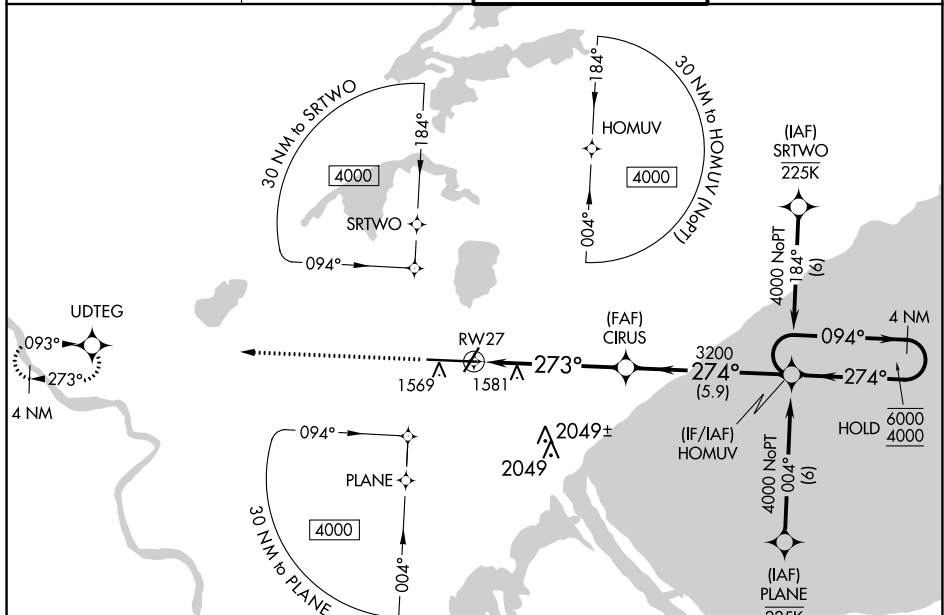 30 NM to SRTWO
184°
4000
SRTWO
094°
184°
HOMUV
4000
004°
30 NM to HOMUV (NoPT)
(IAF)
SRTWO
225K
4000 NoPT
184°
(6)
UDTEG
093°
273°
4 NM
RW27
1569
1581
273°
(FAF)
CIRUS
3200
274°
(5.9)
094°
4 NM
274°
HOLD
6000
4000
(IF/IAF)
HOMUV
2049±
2049
094°
PLANE
4000
004°
30 NM to PLANE
4000 NoPT
004°
(6)
(IAF)
PLANE
225K